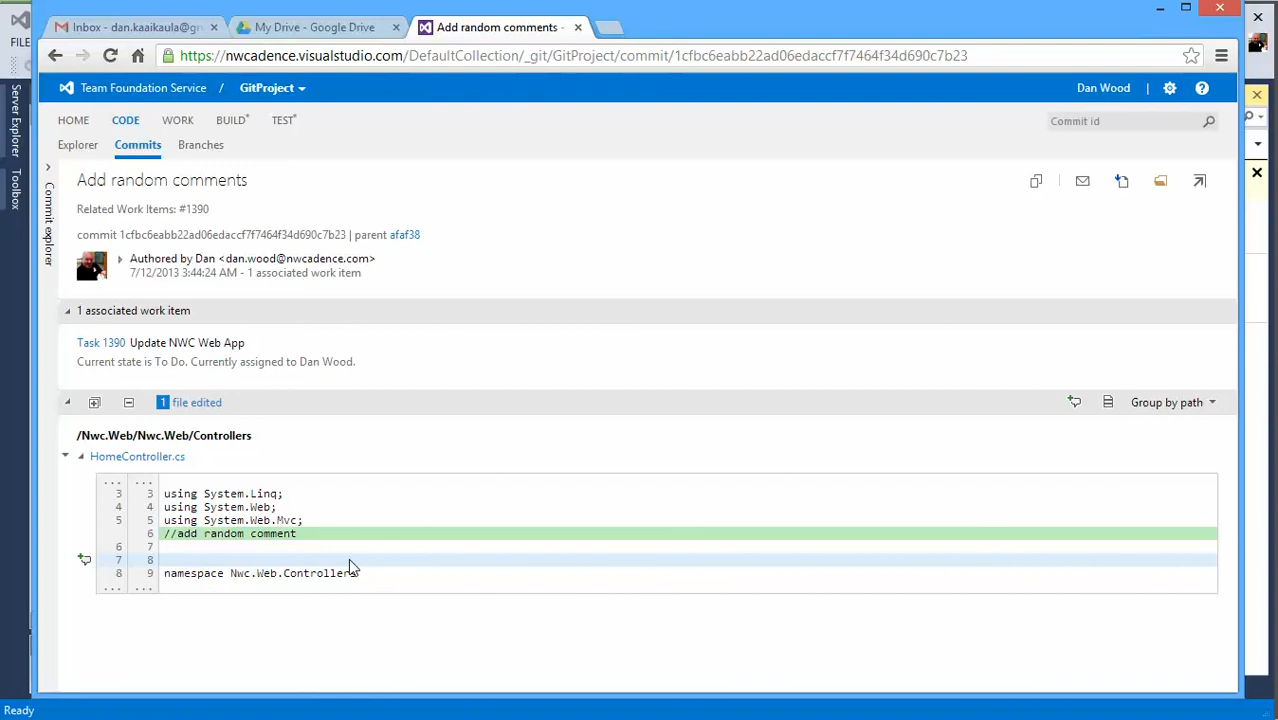 Inbox - dan.kaaikaula@gr
My Drive - Google Drive
Add random comments -
FILE
https://nwcadence.visualstudio.com/DefaultCollection/_git/GitProject/commit/1cfbc6eabb22ad06edaccf7f7464f34d690c7b23
Team Foundation Service / GitProject
Dan Wood
Server Explorer
Toolbox
HOME CODE WORK BUILD* TEST*
Commit id
Explorer Commits Branches
Commit explorer
Add random comments
Related Work Items: #1390
commit 1cfbc6eabb22ad06edaccf7f7464f34d690c7b23 | parent afaf38
Authored by Dan <dan.wood@nwcadence.com>
7/12/2013 3:44:24 AM - 1 associated work item
1 associated work item
Task 1390 Update NWC Web App
Current state is To Do. Currently assigned to Dan Wood.
1 file edited
Group by path
/Nwc.Web/Nwc.Web/Controllers
HomeController.cs
... ...
3 3 using System.Linq;
4 4 using System.Web;
5 5 using System.Web.Mvc;
6 //add random comment
6 7
7 8
8 9 namespace Nwc.Web.Controllers
... ...
Ready